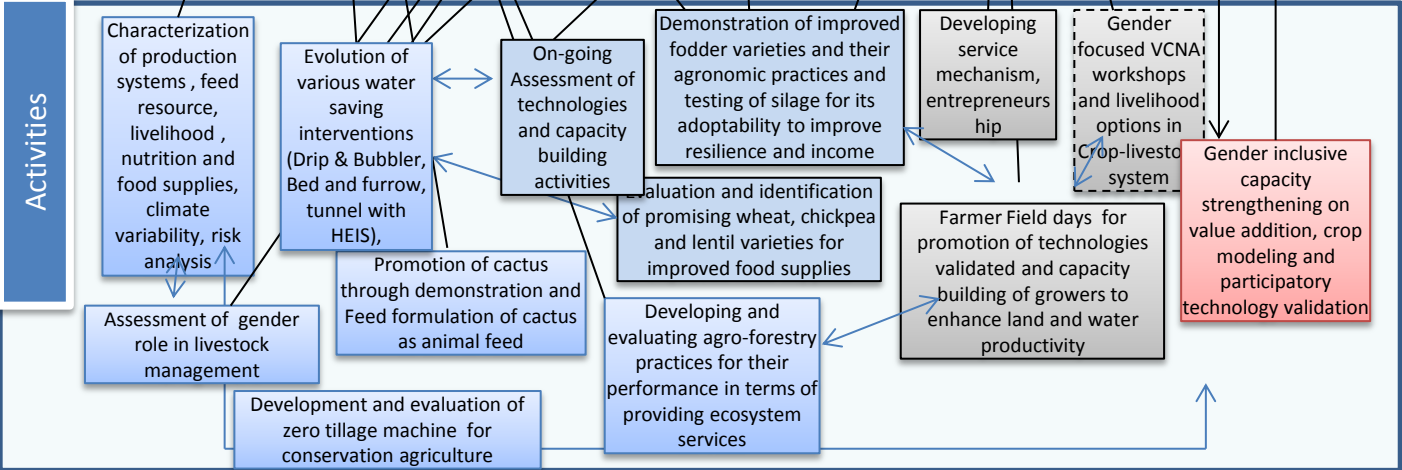 Activities
Characterization
of production
systems , feed
resource,
livelihood ,
nutrition and
food supplies,
climate
variability, risk
analysis
Evolution of
various water
saving
interventions
(Drip & Bubbler,
Bed and furrow,
tunnel with
HEIS),
On-going
Assessment of
technologies
and capacity
building
activities
Demonstration of improved
fodder varieties and their
agronomic practices and
testing of silage for its
adoptability to improve
resilience and income
Developing
service
mechanism,
entrepreneurs
hip
Gender
focused VCNA
workshops
and livelihood
options in
Crop-livesto
system
Gender inclusive
capacity
strengthening on
value addition, crop
modeling and
participatory
technology validation
Evaluation and identification
of promising wheat, chickpea
and lentil varieties for
improved food supplies
Farmer Field days for
promotion of technologies
validated and capacity
building of growers to
enhance land and water
productivity
Promotion of cactus
through demonstration and
Feed formulation of cactus
as animal feed
Assessment of gender
role in livestock
management
Developing and
evaluating agro-forestry
practices for their
performance in terms of
providing ecosystem
services
Development and evaluation of
zero tillage machine for
conservation agriculture